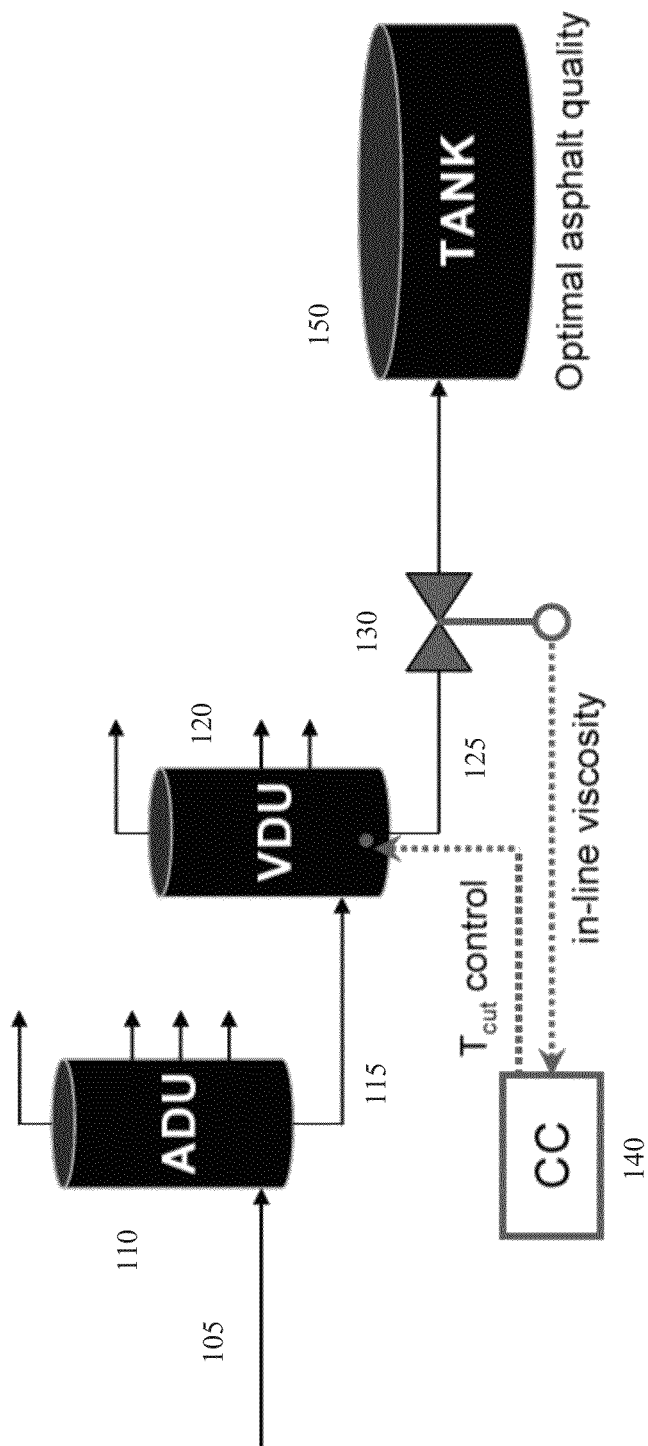 105
110
ADU
115
VDU
120
125
130
TANK
150
Optimal asphalt quality
CC
140
T_cut control
in-line viscosity